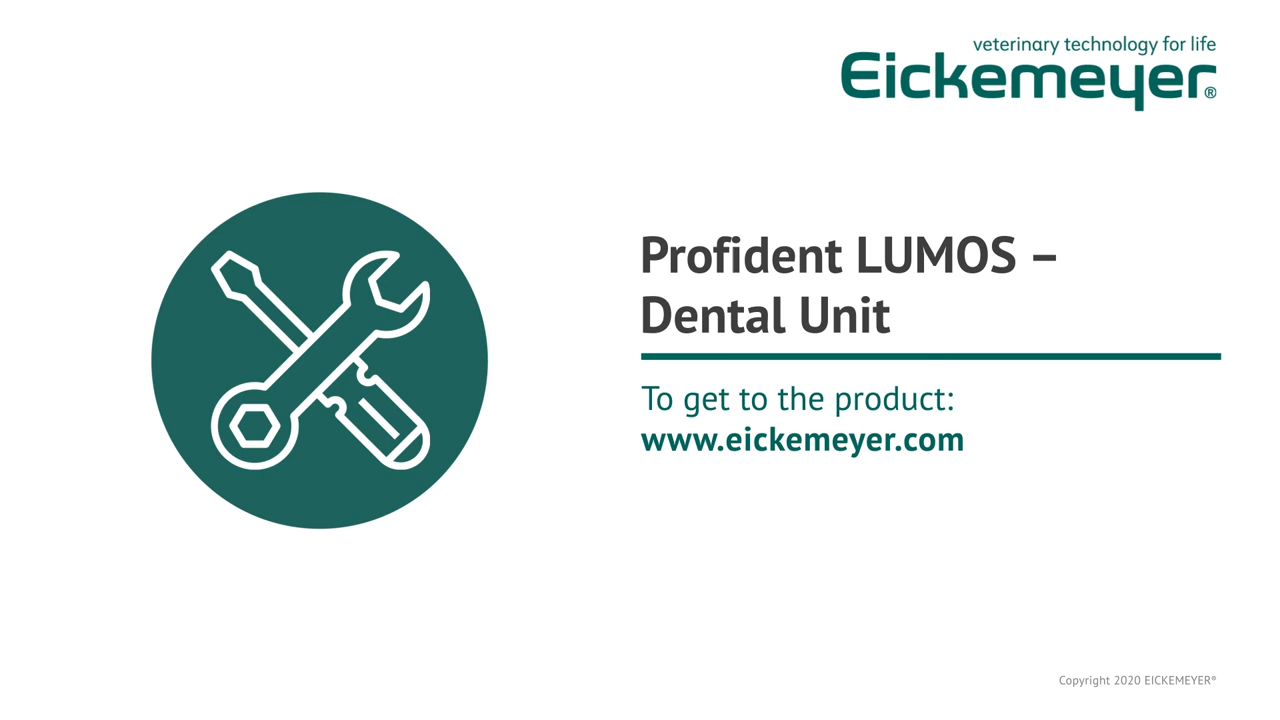 veterinary technology for life
Eickemeyer®
Profident LUMOS –
Dental Unit
To get to the product:
www.eickemeyer.com
Copyright 2020 EICKEMEYER®